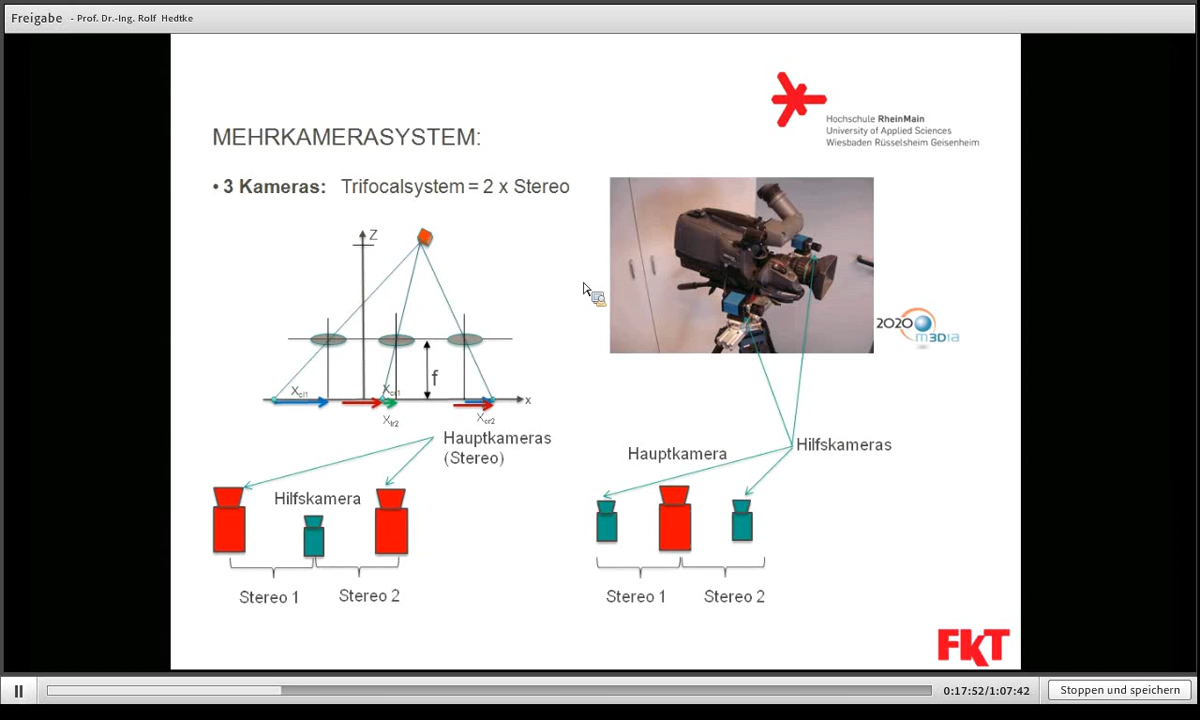 Freigabe - Prof. Dr.-Ing. Rolf Hedtke
Hochschule RheinMain
University of Applied Sciences
Wiesbaden Rüsselsheim Geisenheim
MEHRKAMERASYSTEM:
• 3 Kameras: Trifocalsystem = 2 x Stereo
Z
f
x
2020
m3Dia
Hauptkameras
(Stereo)
Hilfskamera
Stereo 1
Stereo 2
Hauptkamera
Hilfskameras
Stereo 1
Stereo 2
FKT
0:17:52/1:07:42
Stoppen und speichern